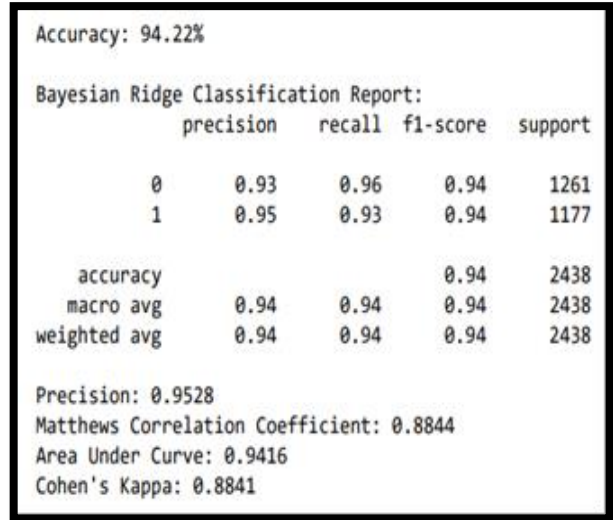 Accuracy: 94.22%
Bayesian Ridge Classification Report:
precision recall f1-score support
0 0.93 0.96 0.94 1261
1 0.95 0.93 0.94 1177
accuracy 0.94 2438
macro avg 0.94 0.94 0.94 2438
weighted avg 0.94 0.94 0.94 2438
Precision: 0.9528
Matthews Correlation Coefficient: 0.8844
Area Under Curve: 0.9416
Cohen's Kappa: 0.8841